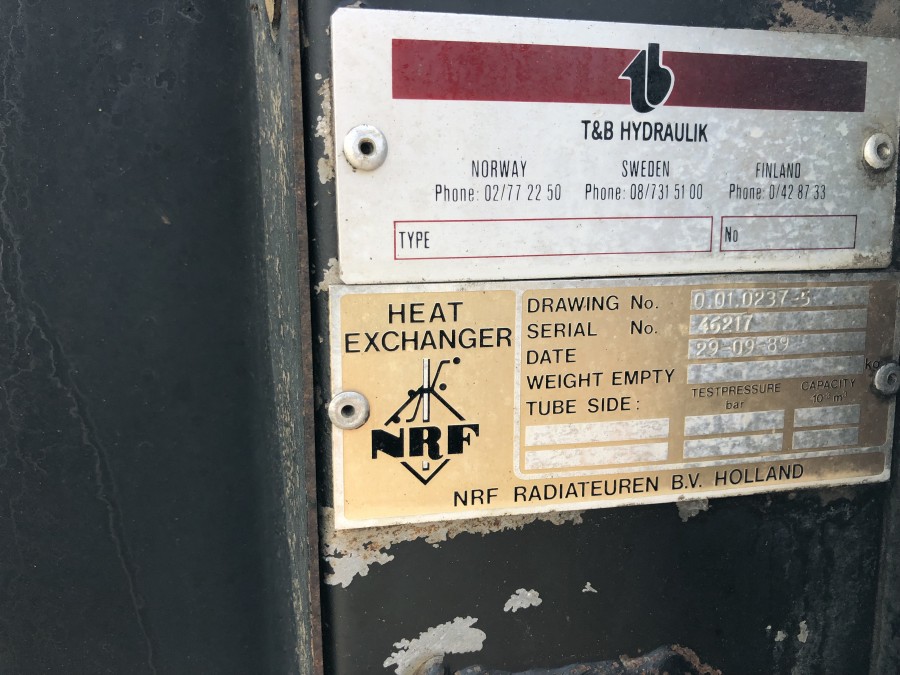 tb
T&B HYDRAULIK
NORWAY SWEDEN FINLAND
Phone: 02/77 22 50 Phone: 08/731 51 00 Phone: 0/42 87 33
TYPE No
HEAT
EXCHANGER
NRF
DRAWING No. 0.01.0237-5
SERIAL No. 46217
DATE 29-09-89
WEIGHT EMPTY kg
TUBE SIDE: TESTPRESSURE bar CAPACITY 10⁻³m³
NRF RADIATEUREN B.V. HOLLAND